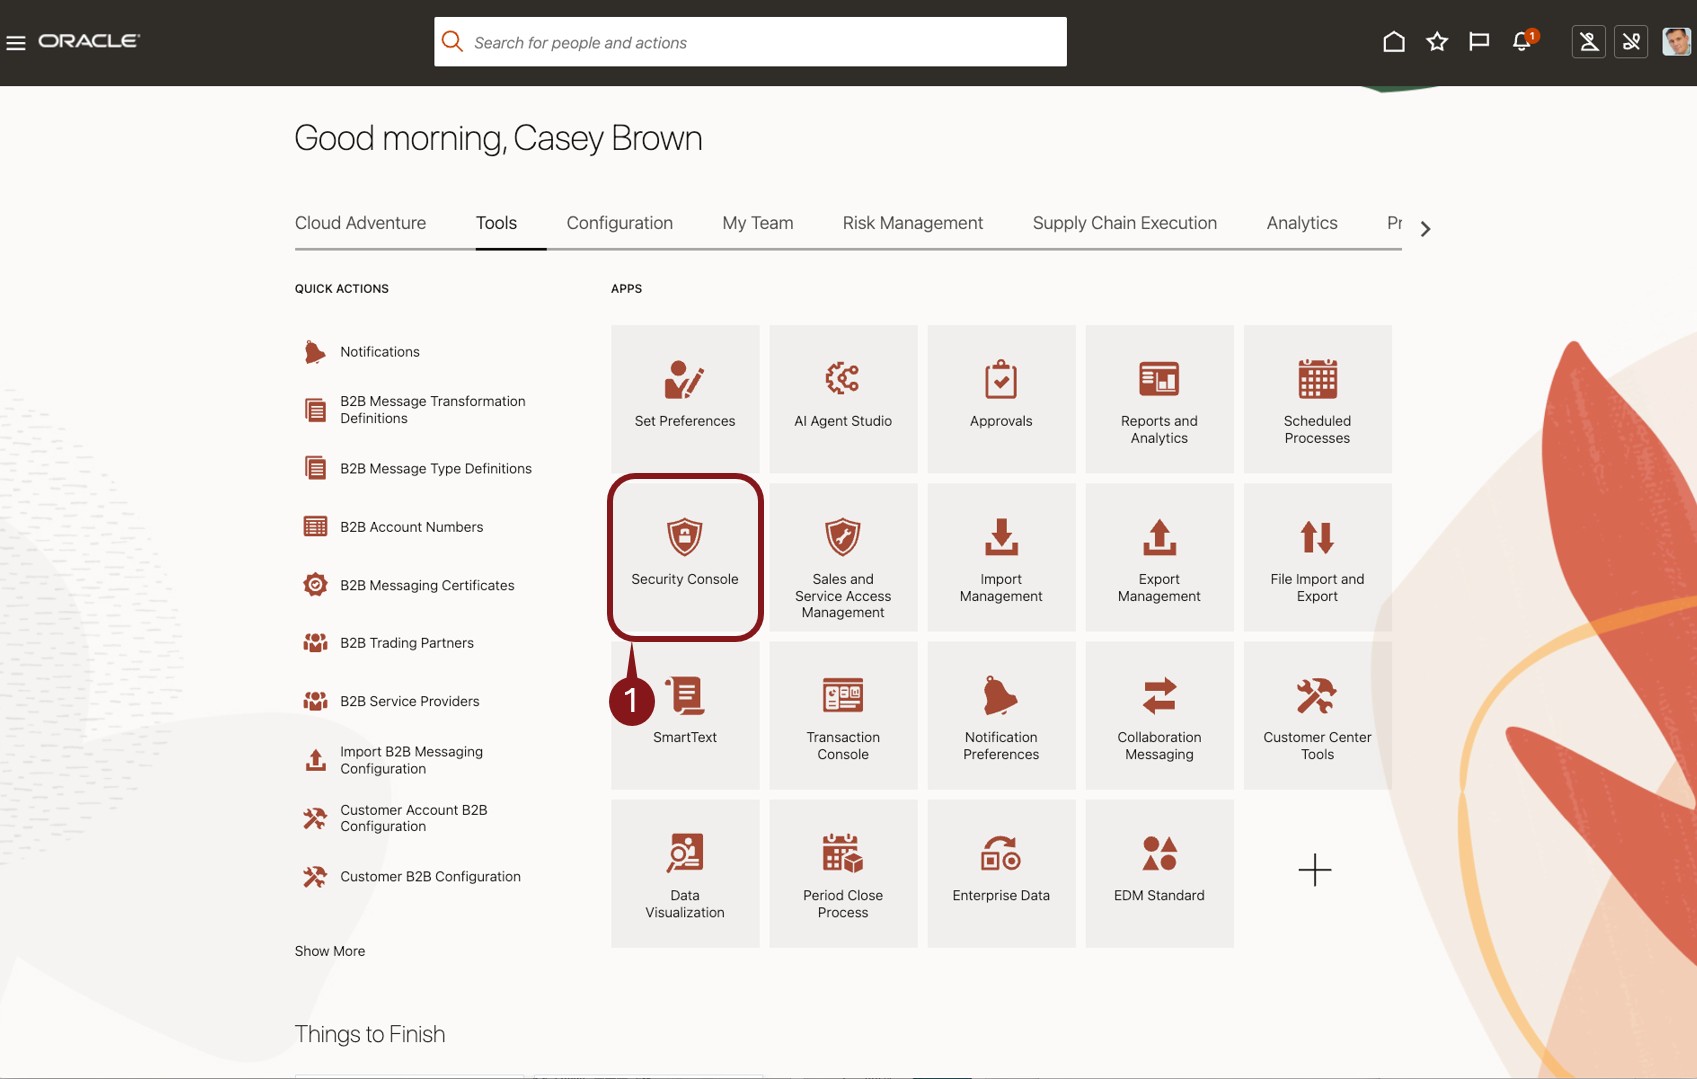 ORACLE
Search for people and actions
1
Good morning, Casey Brown
Cloud Adventure
Tools
Configuration
My Team
Risk Management
Supply Chain Execution
Analytics
Pr
QUICK ACTIONS
Notifications
B2B Message Transformation
Definitions
B2B Message Type Definitions
B2B Account Numbers
B2B Messaging Certificates
B2B Trading Partners
B2B Service Providers
Import B2B Messaging
Configuration
Customer Account B2B
Configuration
Customer B2B Configuration
Show More
APPS
Set Preferences
AI Agent Studio
Approvals
Reports and
Analytics
Scheduled
Processes
Security Console
Sales and
Service Access
Management
Import
Management
Export
Management
File Import and
Export
1
SmartText
Transaction
Console
Notification
Preferences
Collaboration
Messaging
Customer Center
Tools
Data
Visualization
Period Close
Process
Enterprise Data
EDM Standard
Things to Finish